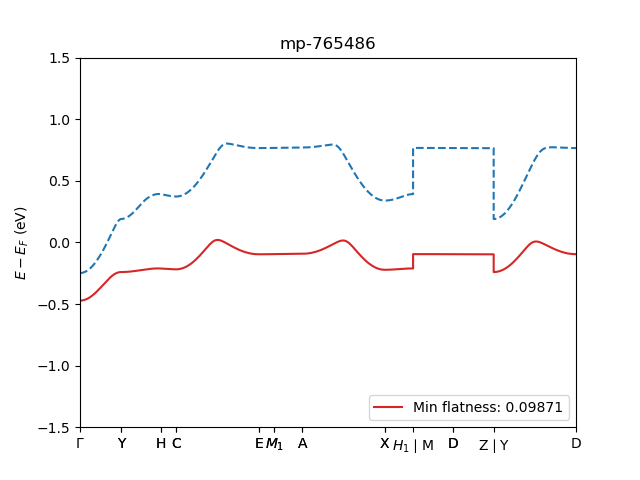 mp-765486
1.5
1.0
0.5
0.0
−0.5
−1.0
−1.5
E − E_F (eV)
Min flatness: 0.09871
Γ Y H C E M_1 A X H_1 | M D Z | Y D